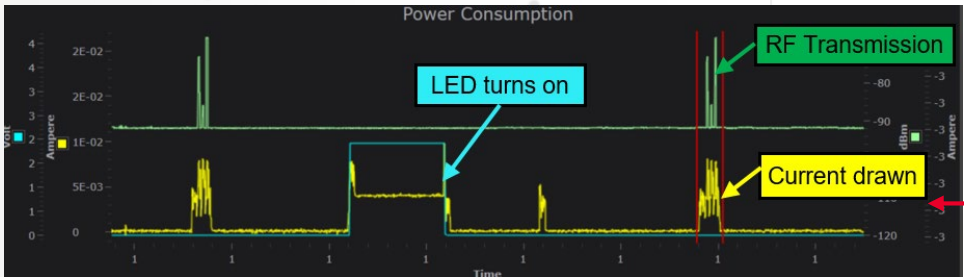 Power Consumption
RF Transmission
LED turns on
Current drawn
Volt
4
4
3
3
2
2
1
1
0
Ampere
2E-02
2E-02
1E-02
5E-03
0
-80
-90
-120
dBm
-3
-3
-3
-3
-3
-3
-3
Ampere
1 1 1 1 1 1 1 1
Time